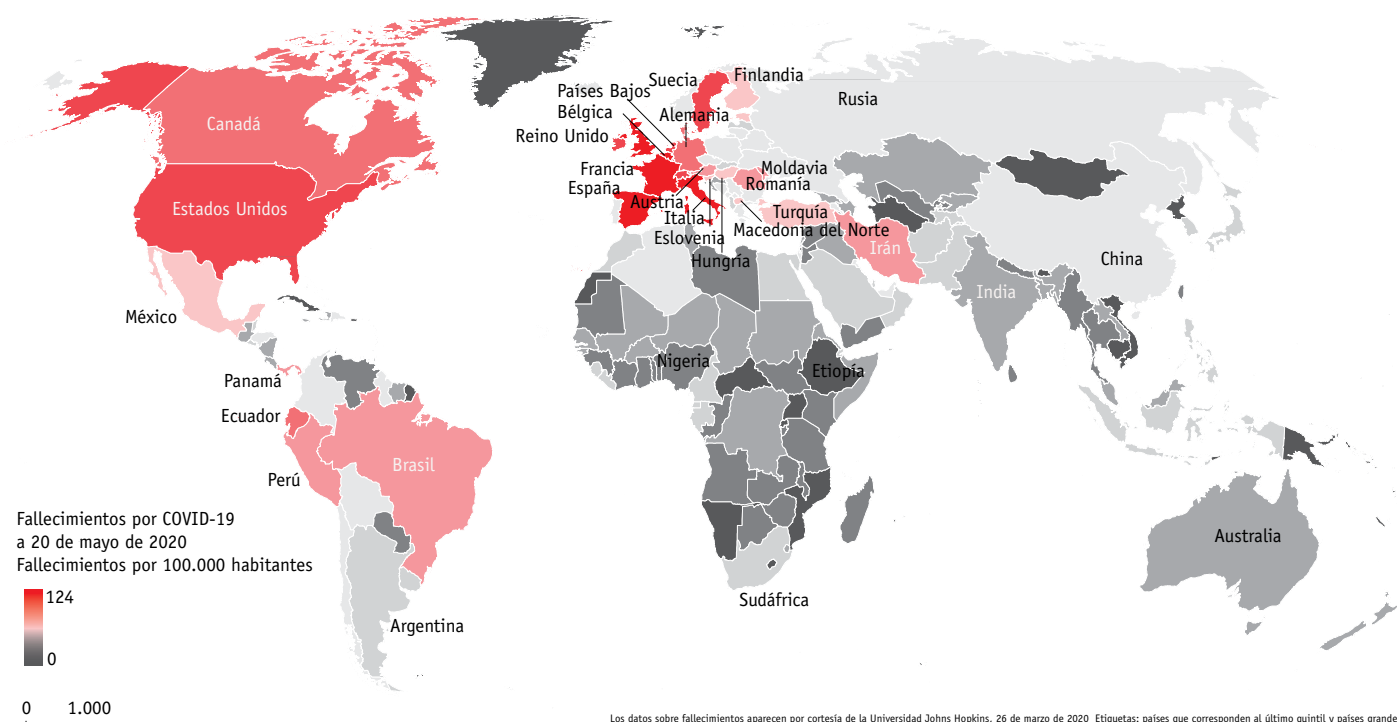 Suecia
Finlandia
Países Bajos
Rusia
Bélgica
Alemania
Canadá
Reino Unido
Francia
Moldavia
España
Romanía
Austria
Estados Unidos
Italia
Turquía
Macedonia del Norte
Eslovenia
Irán
Hungría
China
India
México
Nigeria
Etiopía
Panamá
Ecuador
Brasil
Perú
Australia
Sudáfrica
Argentina
Fallecimientos por COVID-19
a 20 de mayo de 2020
Fallecimientos por 100.000 habitantes
124
0
0 1.000
Los datos sobre fallecimientos aparecen por cortesía de la Universidad Johns Hopkins, 26 de marzo de 2020 Etiquetas: países que corresponden al último quintil y países grande